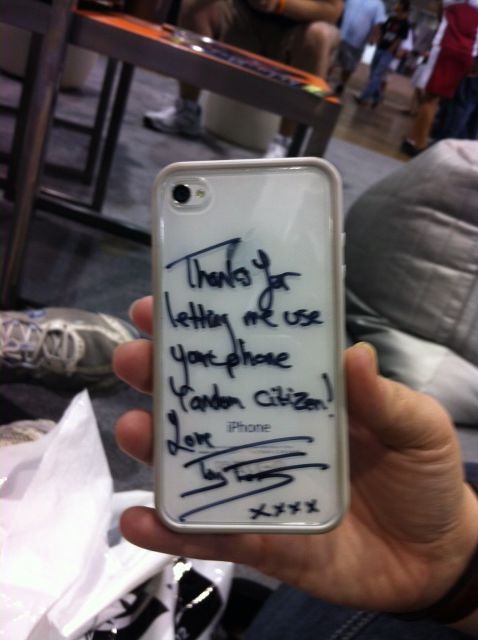 Thanks for
letting me use
your phone
random citizen!
Love
iPhone
xxxx